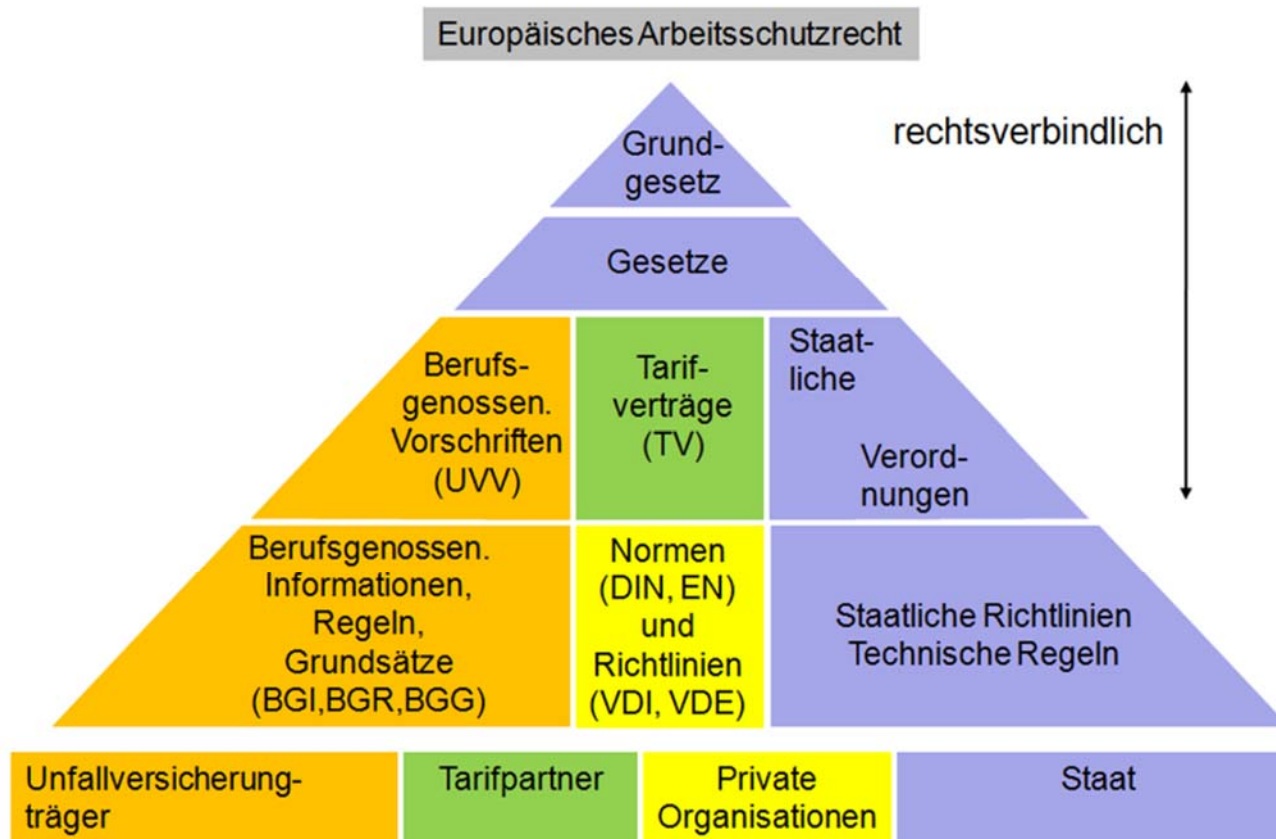 Europäisches Arbeitsschutzrecht
rechtsverbindlich
Grund-
gesetz
Gesetze
Berufs-
genossen.
Vorschriften
(UVV)
Tarif-
verträge
(TV)
Staat-
liche
Verord-
nungen
Berufsgenossen.
Informationen,
Regeln,
Grundsätze
(BGI,BGR,BGG)
Normen
(DIN, EN)
und
Richtlinien
(VDI, VDE)
Staatliche Richtlinien
Technische Regeln
Unfallversicherung-
träger
Tarifpartner
Private
Organisationen
Staat